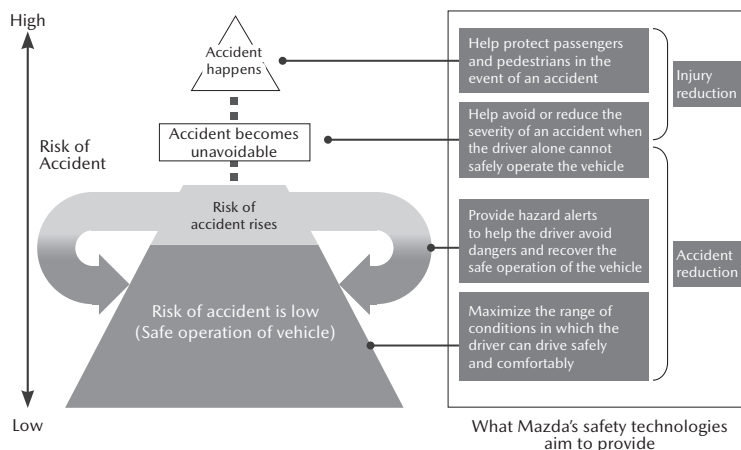 High
Risk of
Accident
Low
Accident
happens
Accident becomes
unavoidable
Risk of
accident rises
Risk of accident is low
(Safe operation of vehicle)
Help protect passengers
and pedestrians in the
event of an accident
Help avoid or reduce the
severity of an accident when
the driver alone cannot
safely operate the vehicle
Provide hazard alerts
to help the driver avoid
dangers and recover the
safe operation of the vehicle
Maximize the range of
conditions in which the
driver can drive safely
and comfortably
Injury
reduction
Accident
reduction
What Mazda’s safety technologies
aim to provide